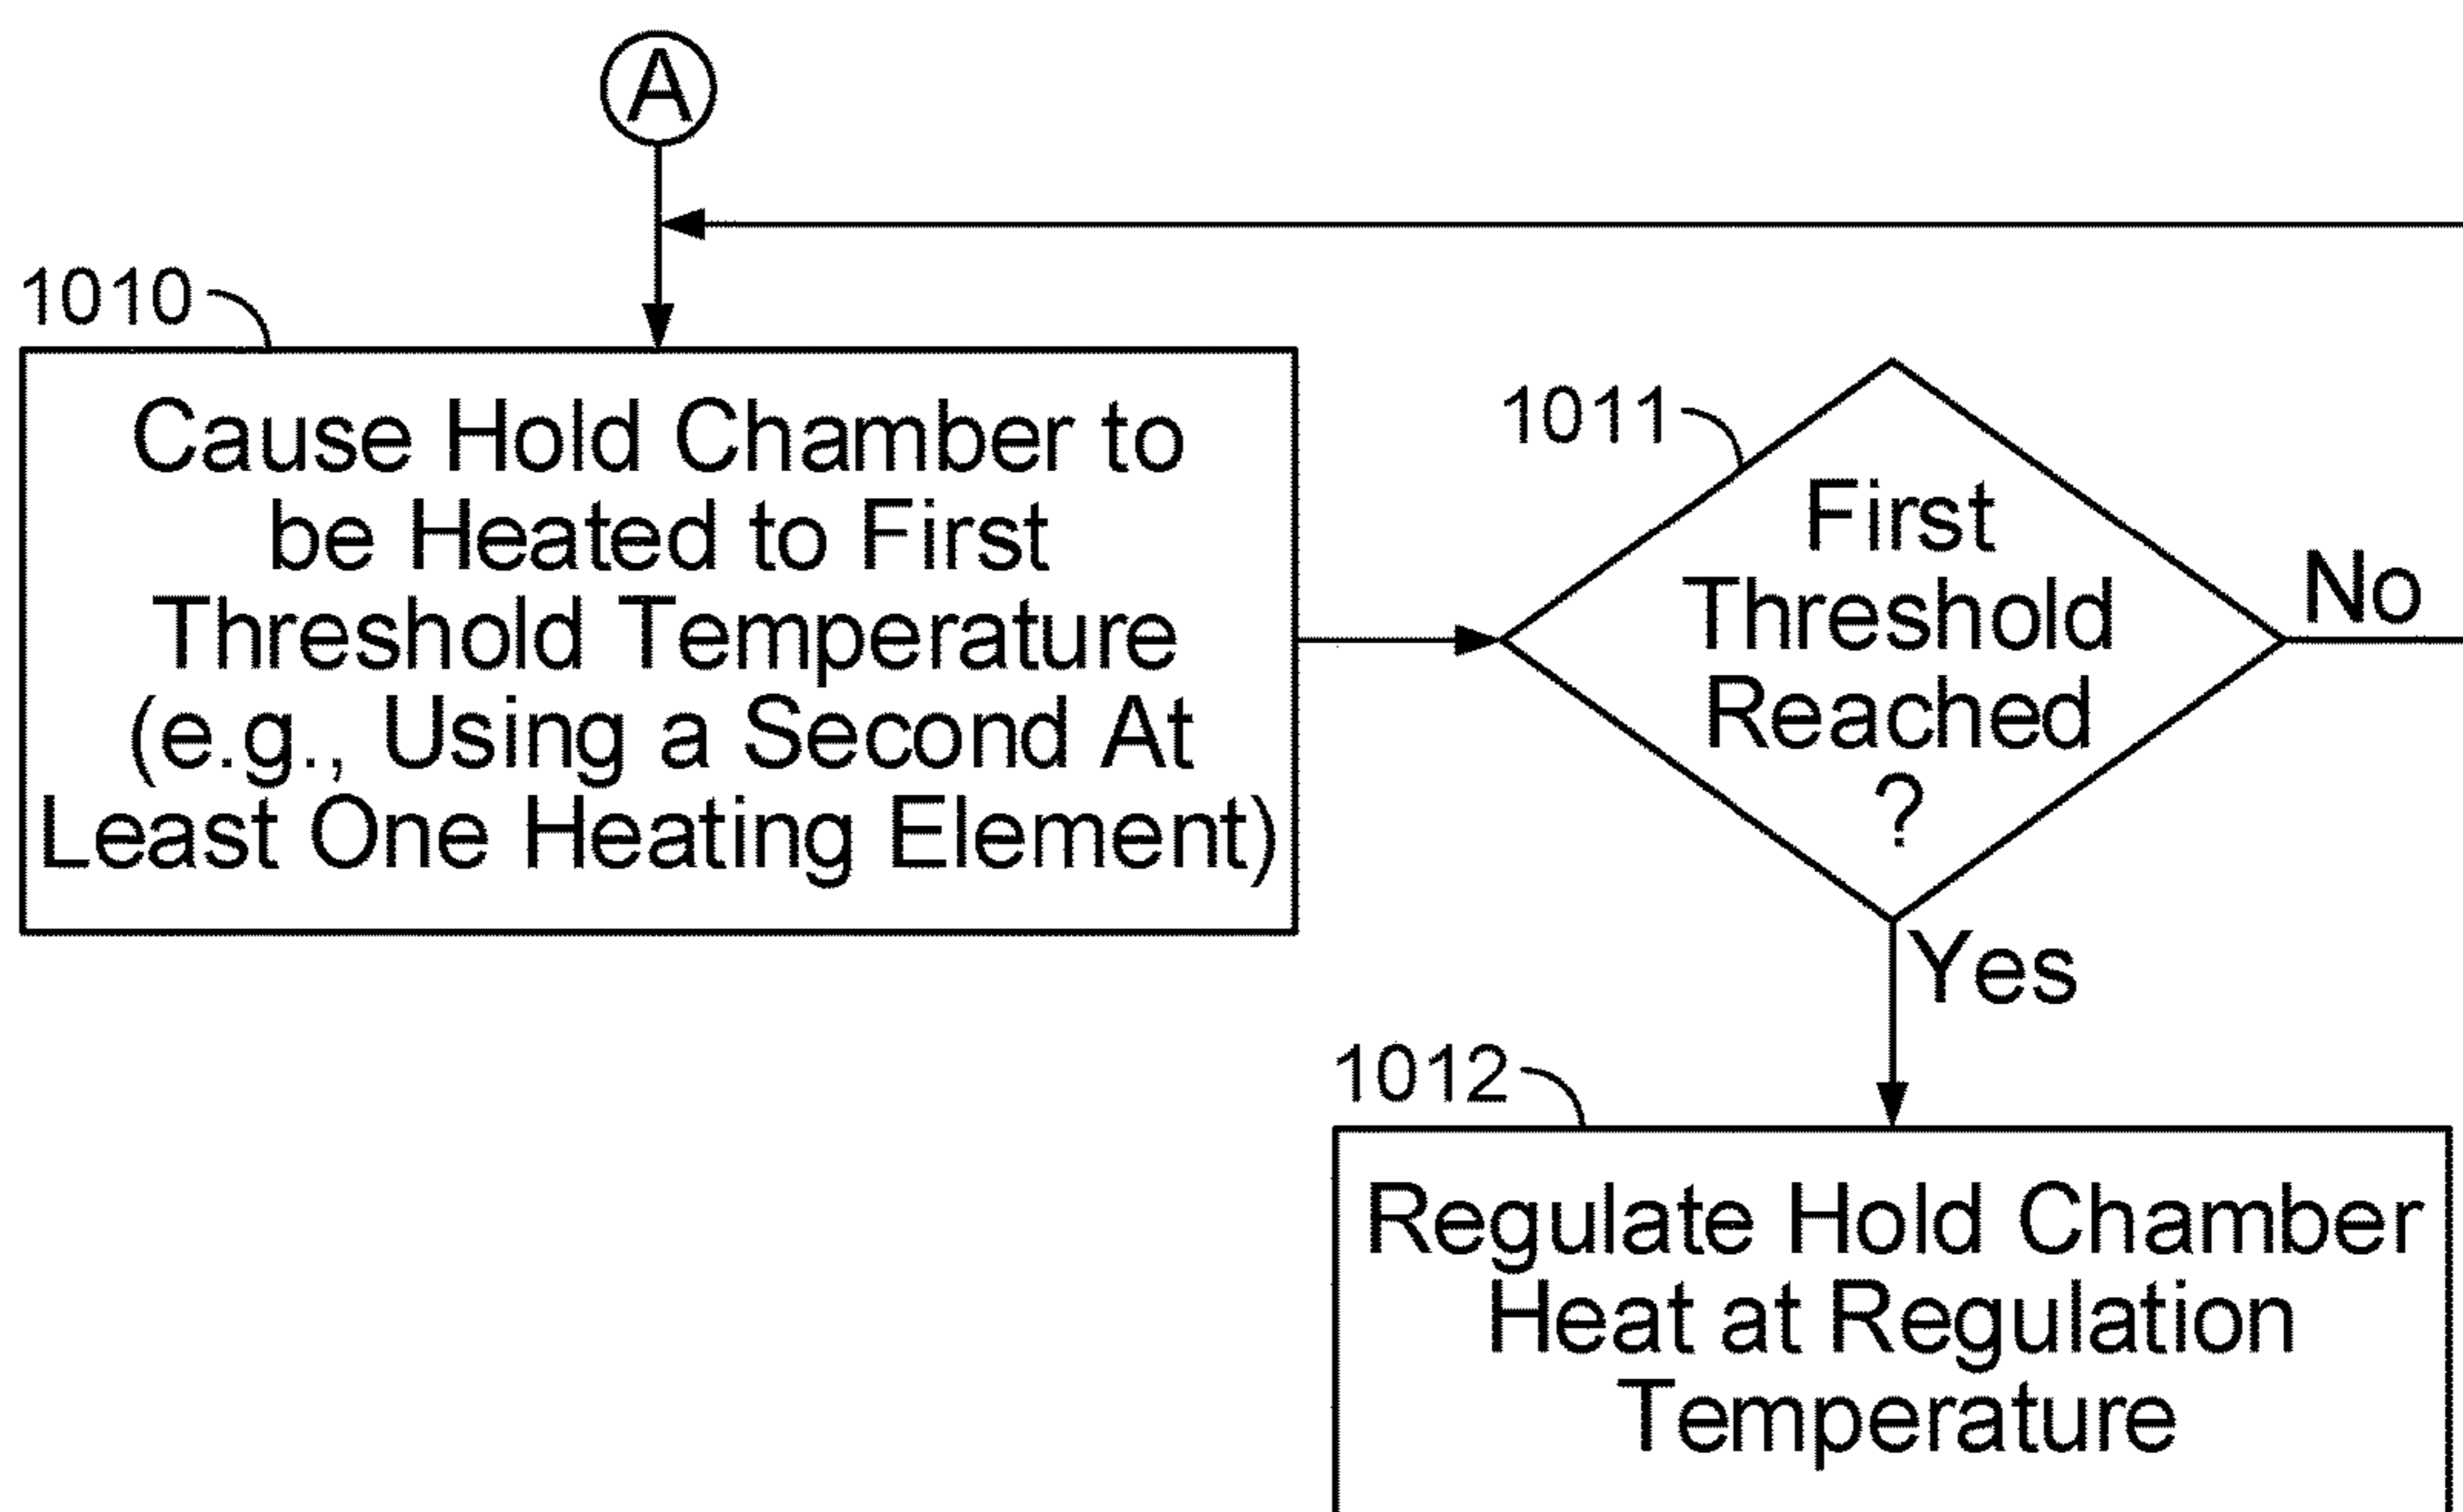 A
1010
Cause Hold Chamber to
be Heated to First
Threshold Temperature
(e.g., Using a Second At
Least One Heating Element)
1011
First
Threshold
Reached
?
No
Yes
1012
Regulate Hold Chamber
Heat at Regulation
Temperature